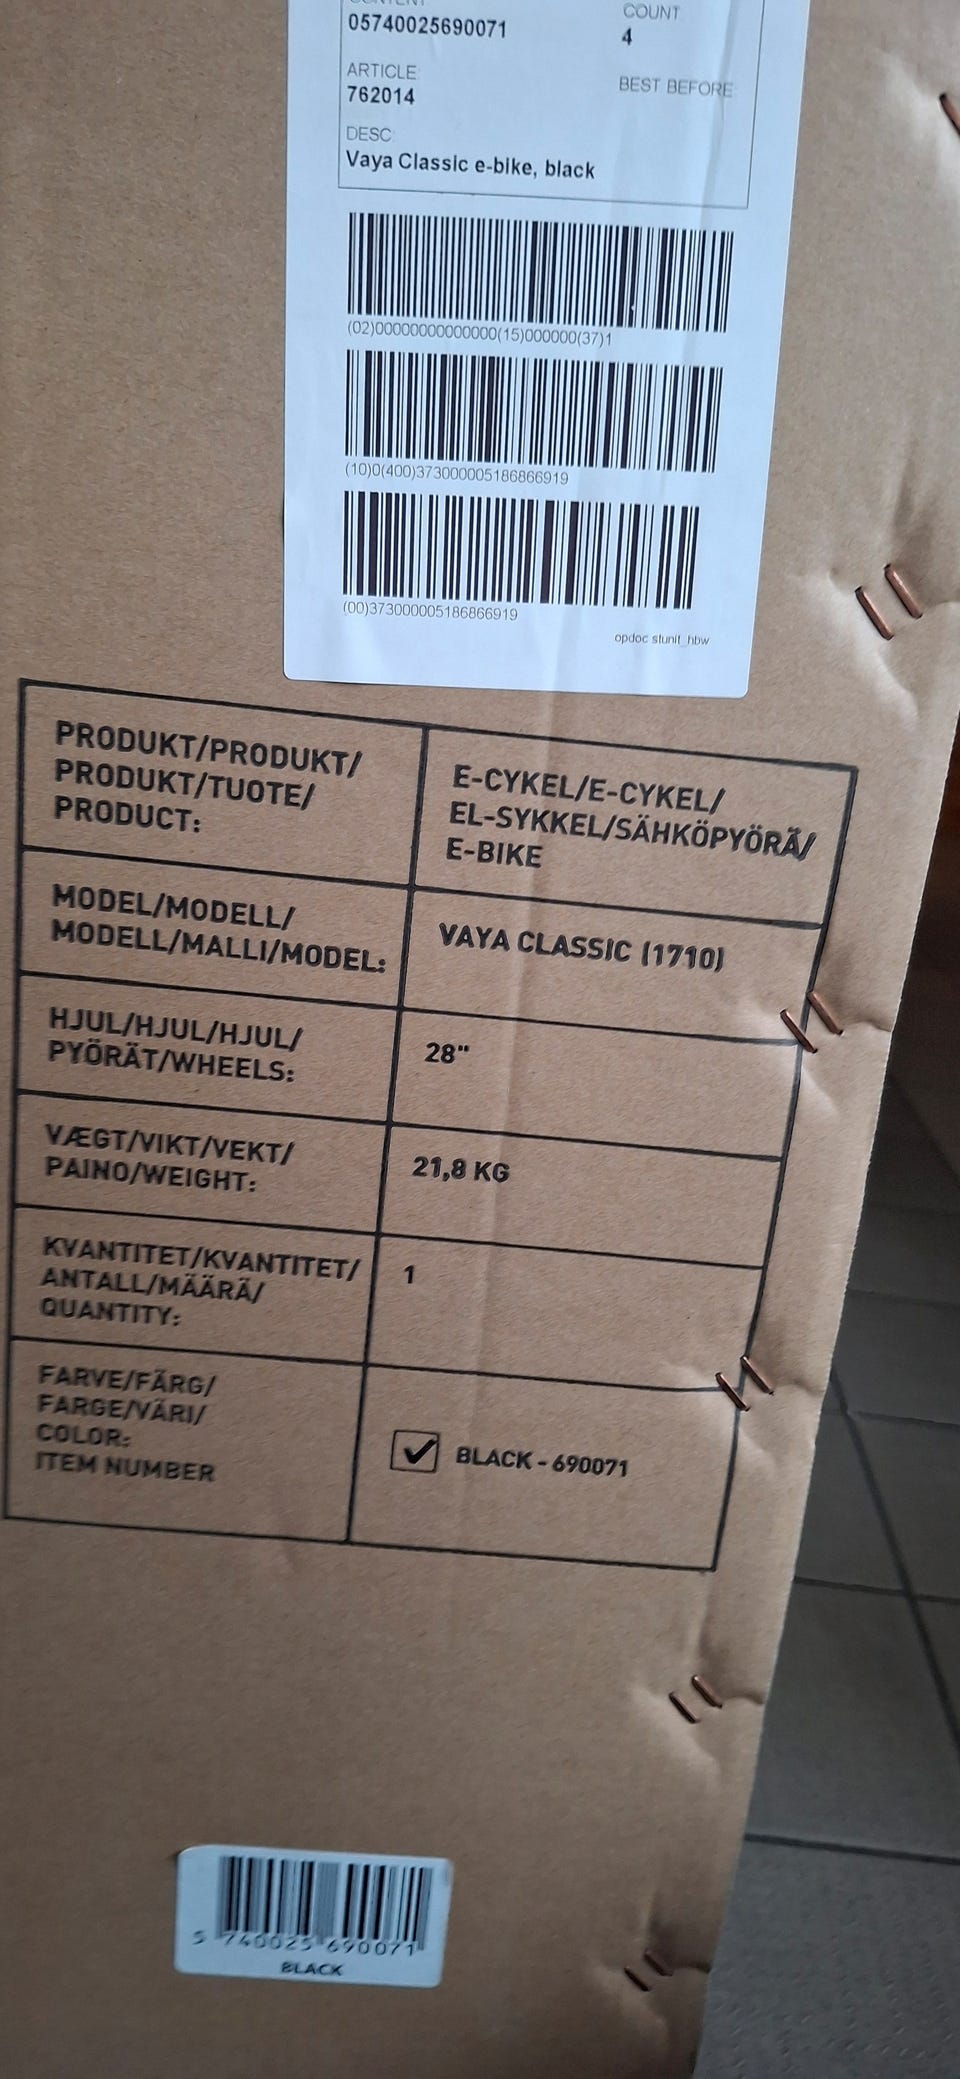 05740025690071
COUNT
4
ARTICLE:
762014
BEST BEFORE:
DESC:
Vaya Classic e-bike, black
(02)00000000000000(15)000000(37)1
(10)0(400)373000005186866919
(00)373000005186866919
opdoc stunit_hbw
PRODUKT/PRODUKT/
PRODUKT/TUOTE/
PRODUCT:
E-CYKEL/E-CYKEL/
EL-SYKKEL/SÄHKÖPYÖRÄ/
E-BIKE
MODEL/MODELL/
MODELL/MALLI/MODEL:
VAYA CLASSIC (1710)
HJUL/HJUL/HJUL/
PYÖRÄT/WHEELS:
28"
VÆGT/VIKT/VEKT/
PAINO/WEIGHT:
21,8 KG
KVANTITET/KVANTITET/
ANTALL/MÄÄRÄ/
QUANTITY:
1
FARVE/FÄRG/
FARGE/VÄRI/
COLOR:
ITEM NUMBER
BLACK - 690071
5 740025 690071
BLACK